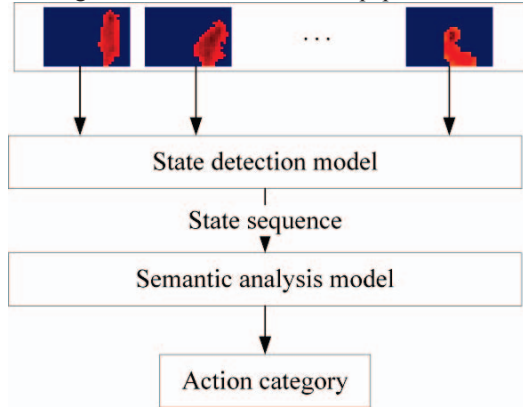 . . .
State detection model
State sequence
Semantic analysis model
Action category